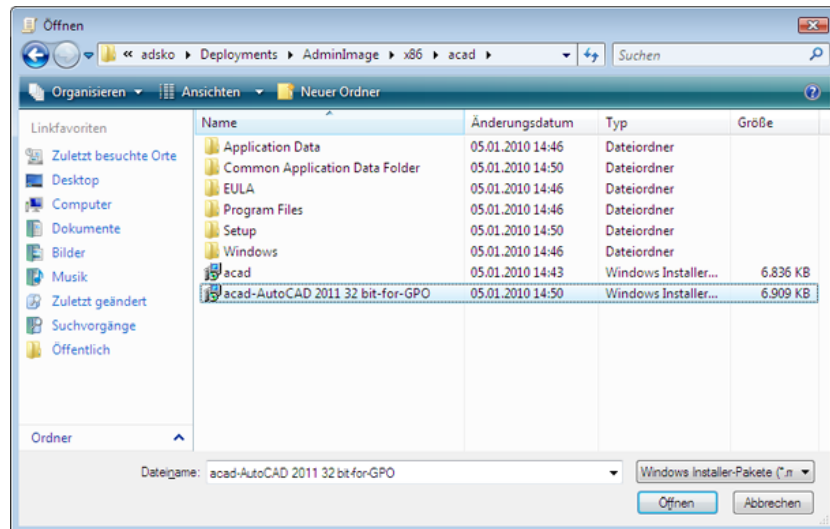 Öffnen
« adsko ▸ Deployments ▸ AdminImage ▸ x86 ▸ acad ▸
Suchen
Organisieren Ansichten Neuer Ordner
Linkfavoriten
Zuletzt besuchte Orte
Desktop
Computer
Dokumente
Bilder
Musik
Zuletzt geändert
Suchvorgänge
Öffentlich
Ordner
Name Änderungsdatum Typ Größe
Application Data 05.01.2010 14:46 Dateiordner
Common Application Data Folder 05.01.2010 14:50 Dateiordner
EULA 05.01.2010 14:46 Dateiordner
Program Files 05.01.2010 14:46 Dateiordner
Setup 05.01.2010 14:50 Dateiordner
Windows 05.01.2010 14:46 Dateiordner
acad 05.01.2010 14:43 Windows Installer... 6.836 KB
acad-AutoCAD 2011 32 bit-for-GPO 05.01.2010 14:50 Windows Installer... 6.909 KB
Dateiname: acad-AutoCAD 2011 32 bit-for-GPO
Windows Installer-Pakete (*.m
Öffnen Abbrechen